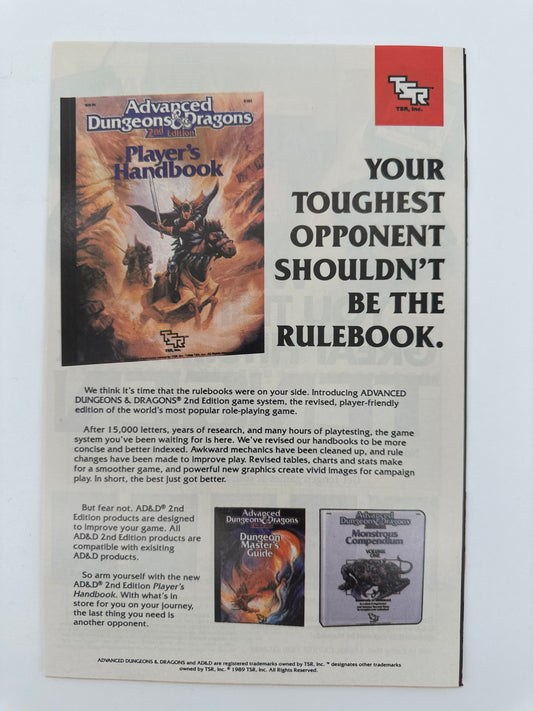 TSR
TSR, Inc.
Advanced
Dungeons & Dragons
2nd Edition
Player's
Handbook
TSR
TSR, Inc.
YOUR
TOUGHEST
OPPONENT
SHOULDN'T
BE THE
RULEBOOK.
We think it's time that the rulebooks were on your side. Introducing ADVANCED
DUNGEONS & DRAGONS® 2nd Edition game system, the revised, player-friendly
edition of the world's most popular role-playing game.
After 15,000 letters, years of research, and many hours of playtesting, the game
system you've been waiting for is here. We've revised our handbooks to be more
concise and better indexed. Awkward mechanics have been cleaned up, and rule
changes have been made to improve play. Revised tables, charts and stats make
for a smoother game, and powerful new graphics create vivid images for campaign
play. In short, the best just got better.
But fear not. AD&D® 2nd
Edition products are designed
to improve your game. All
AD&D 2nd Edition products are
compatible with exisiting
AD&D products.
So arm yourself with the new
AD&D® 2nd Edition Player's
Handbook. With what's in
store for you on your journey,
the last thing you need is
another opponent.
Advanced
Dungeons & Dragons
Dungeon
Master's
Guide
Advanced
Dungeons & Dragons
Monstrous
Compendium
VOLUME
ONE
TSR
ADVANCED DUNGEONS & DRAGONS and AD&D are registered trademarks owned by TSR, Inc. ™ designates other trademarks
owned by TSR, Inc. © 1989 TSR, Inc. All Rights Reserved.